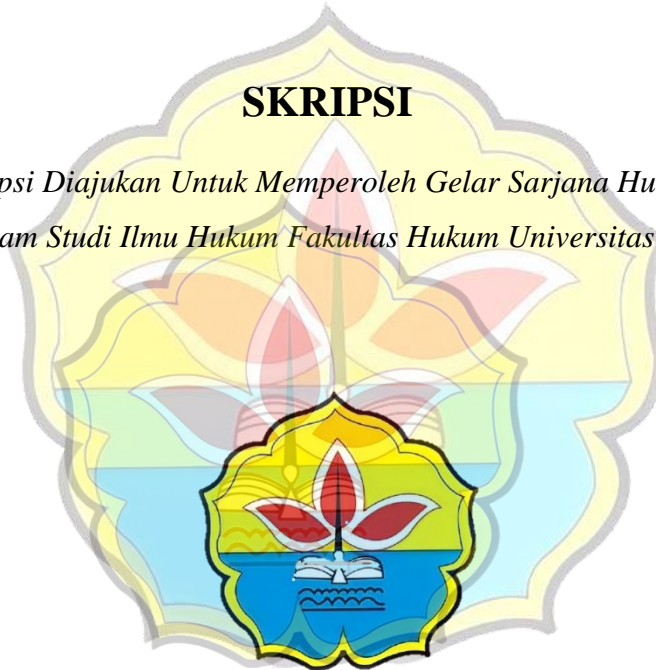 SKRIPSI
psi Diajukan Untuk Memperoleh Gelar Sarjana Hu
am Studi Ilmu Hukum Fakultas Hukum Universitas